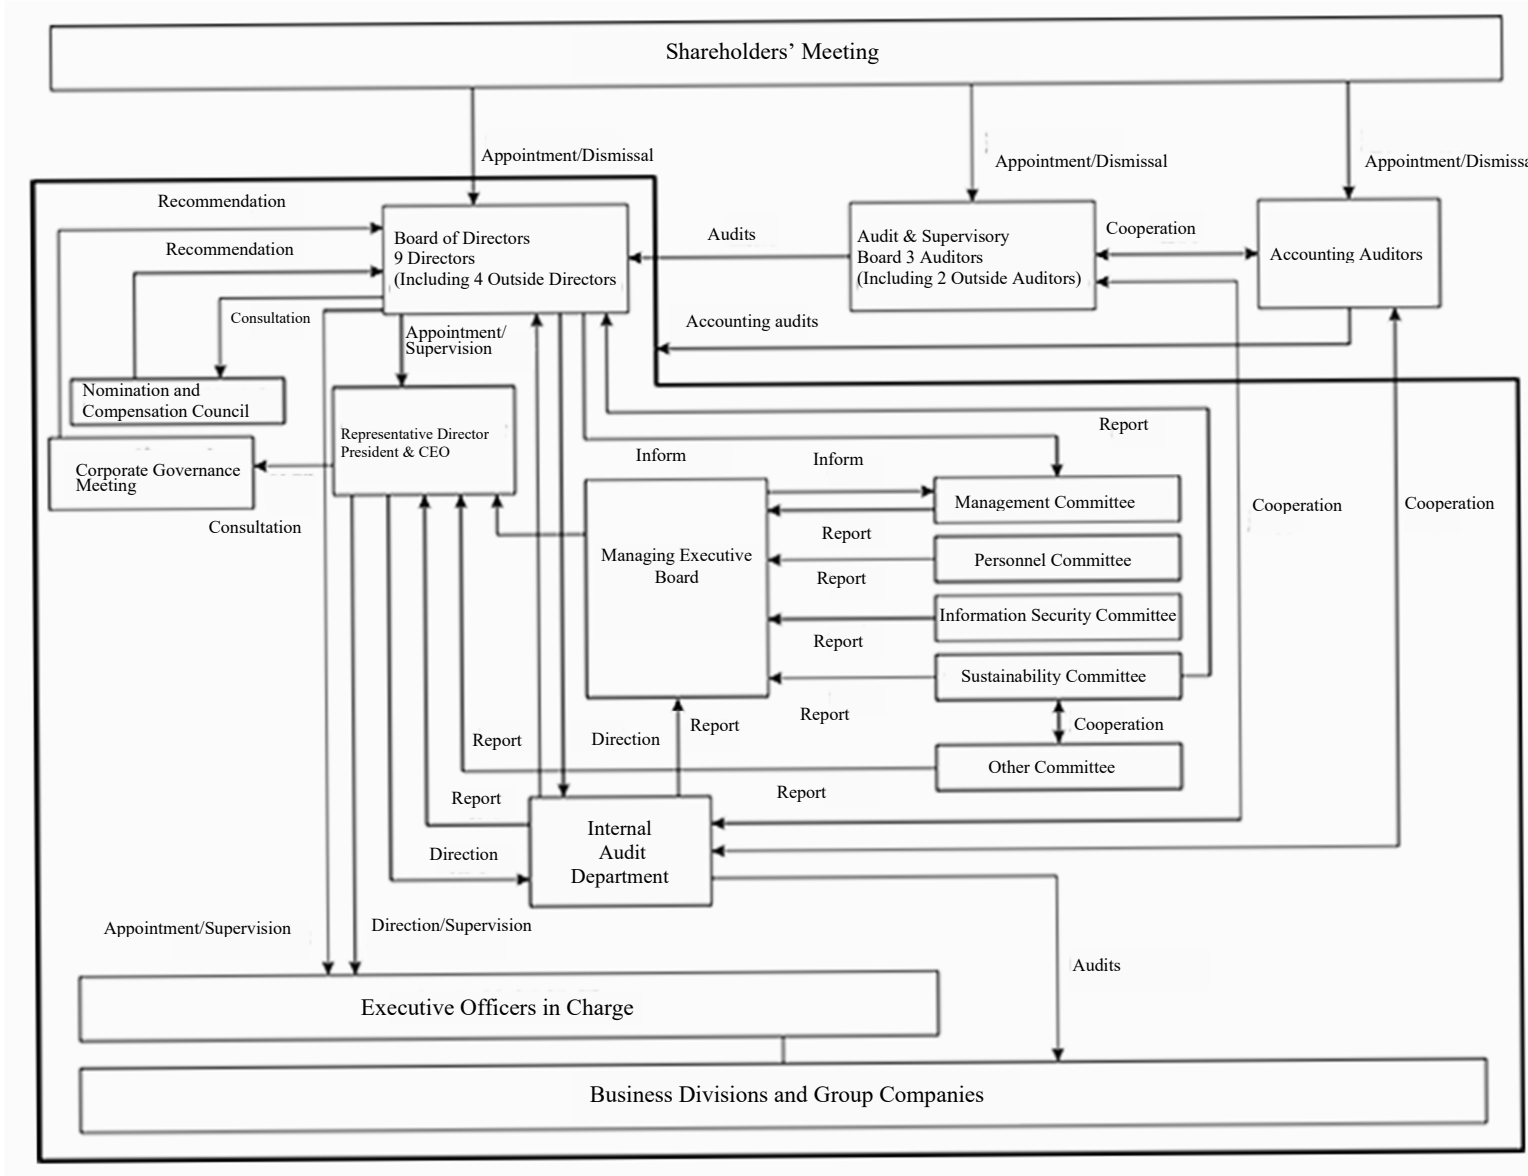 Shareholders’ Meeting
Appointment/Dismissal
Appointment/Dismissal
Appointment/Dismissa
Recommendation
Recommendation
Board of Directors
9 Directors
(Including 4 Outside Directors
Audits
Audit & Supervisory
Board 3 Auditors
(Including 2 Outside Auditors)
Cooperation
Accounting Auditors
Consultation
Appointment/
Supervision
Accounting audits
Nomination and
Compensation Council
Representative Director
President & CEO
Report
Corporate Governance
Meeting
Inform
Inform
Management Committee
Cooperation
Cooperation
Consultation
Report
Managing Executive
Board
Personnel Committee
Report
Information Security Committee
Report
Sustainability Committee
Report
Cooperation
Report
Direction
Report
Other Committee
Report
Report
Internal
Audit
Department
Direction
Appointment/Supervision
Direction/Supervision
Audits
Executive Officers in Charge
Business Divisions and Group Companies